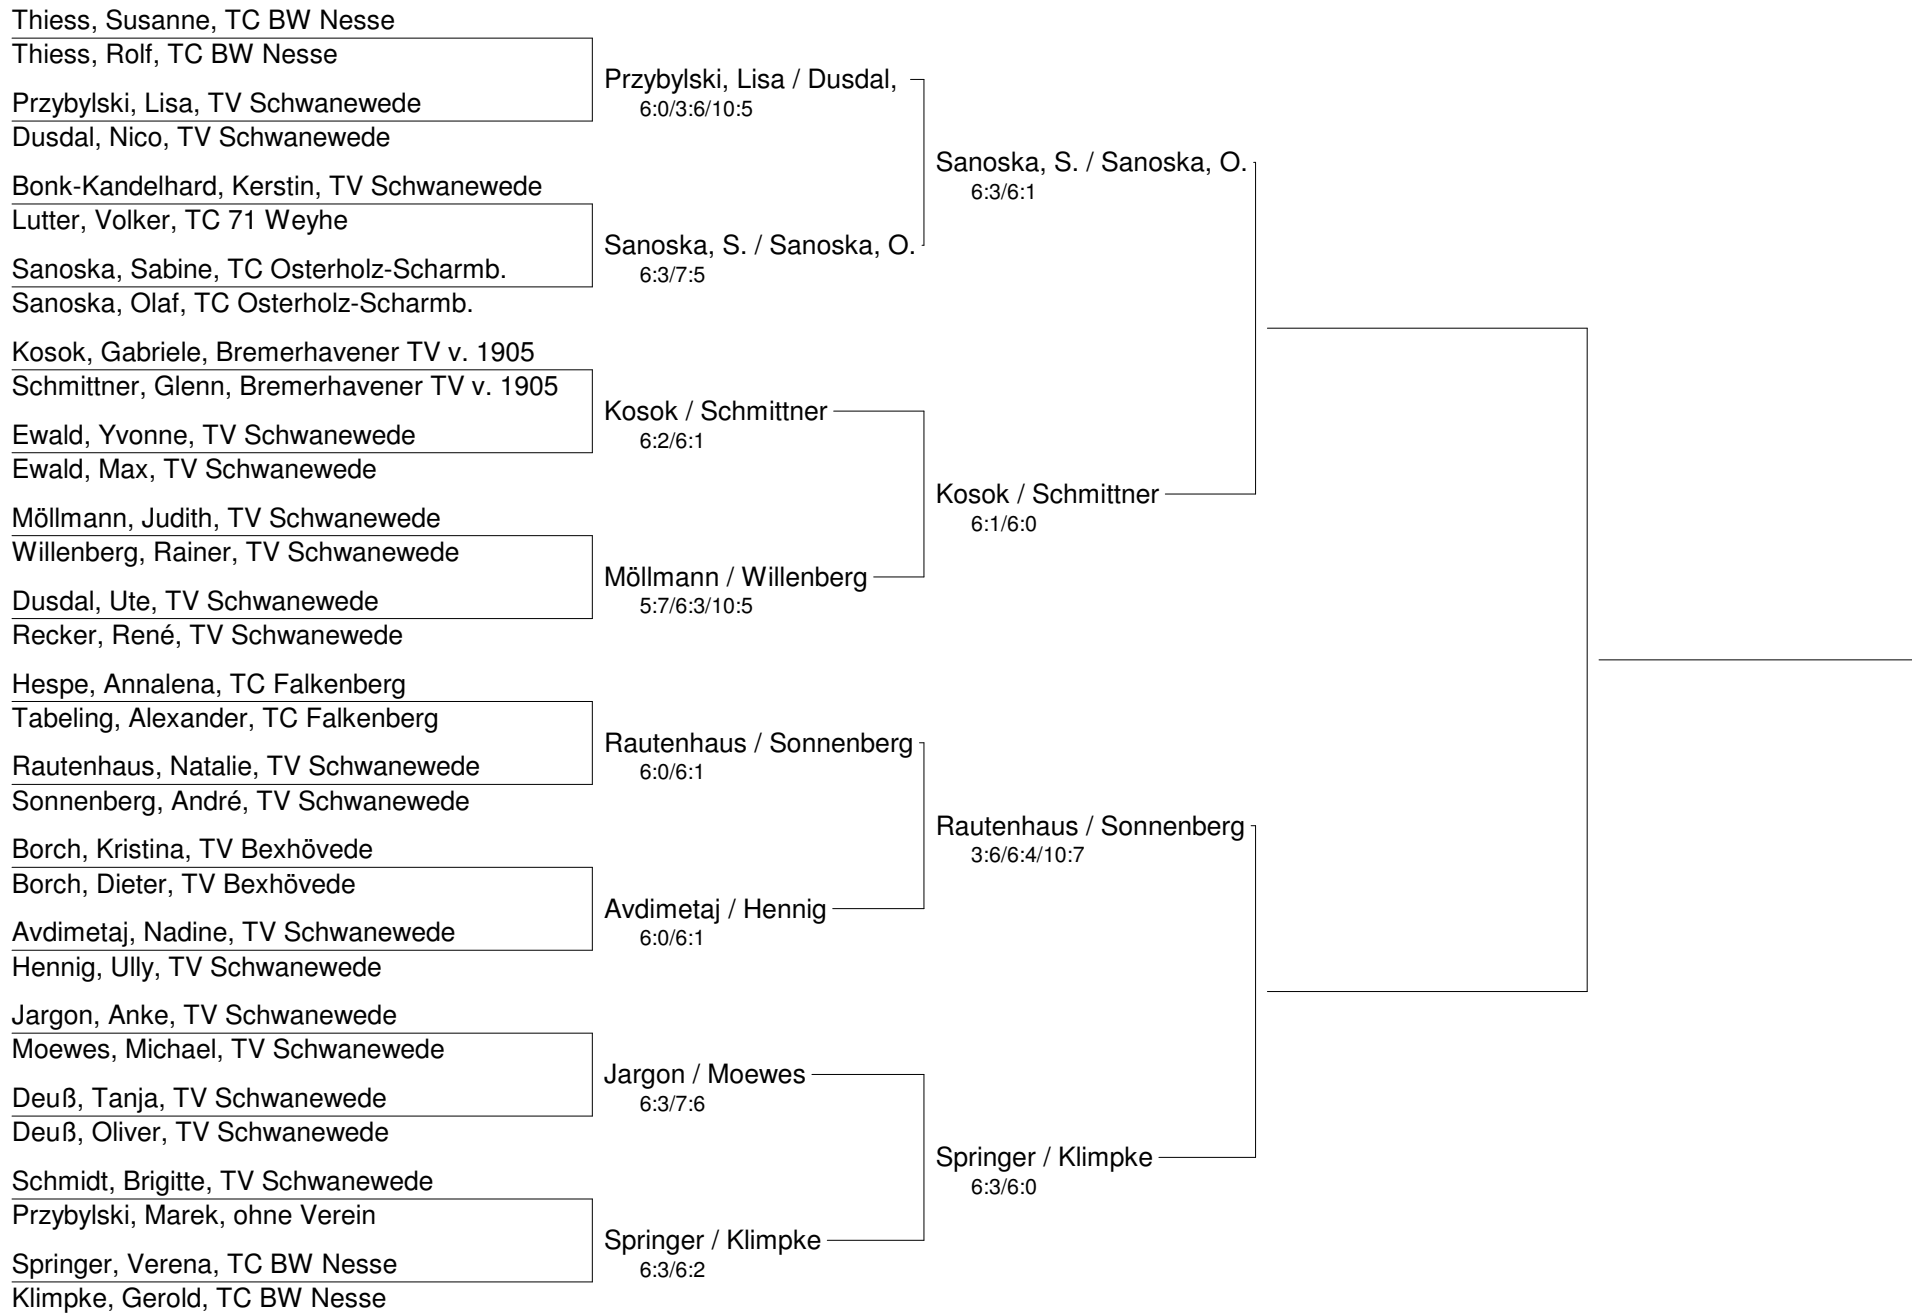 Thiess, Susanne, TC BW Nesse
Thiess, Rolf, TC BW Nesse
Przybylski, Lisa, TV Schwanewede
Dusdal, Nico, TV Schwanewede
Bonk-Kandelhard, Kerstin, TV Schwanewede
Lutter, Volker, TC 71 Weyhe
Sanoska, Sabine, TC Osterholz-Scharmb.
Sanoska, Olaf, TC Osterholz-Scharmb.
Kosok, Gabriele, Bremerhavener TV v. 1905
Schmittner, Glenn, Bremerhavener TV v. 1905
Ewald, Yvonne, TV Schwanewede
Ewald, Max, TV Schwanewede
Möllmann, Judith, TV Schwanewede
Willenberg, Rainer, TV Schwanewede
Dusdal, Ute, TV Schwanewede
Recker, René, TV Schwanewede
Hespe, Annalena, TC Falkenberg
Tabeling, Alexander, TC Falkenberg
Rautenhaus, Natalie, TV Schwanewede
Sonnenberg, André, TV Schwanewede
Borch, Kristina, TV Bexhövede
Borch, Dieter, TV Bexhövede
Avdimetaj, Nadine, TV Schwanewede
Hennig, Ully, TV Schwanewede
Jargon, Anke, TV Schwanewede
Moewes, Michael, TV Schwanewede
Deuß, Tanja, TV Schwanewede
Deuß, Oliver, TV Schwanewede
Schmidt, Brigitte, TV Schwanewede
Przybylski, Marek, ohne Verein
Springer, Verena, TC BW Nesse
Klimpke, Gerold, TC BW Nesse
Przybylski, Lisa / Dusdal,
6:0/3:6/10:5
Sanoska, S. / Sanoska, O.
6:3/7:5
Kosok / Schmittner
6:2/6:1
Möllmann / Willenberg
5:7/6:3/10:5
Rautenhaus / Sonnenberg
6:0/6:1
Avdimetaj / Hennig
6:0/6:1
Jargon / Moewes
6:3/7:6
Springer / Klimpke
6:3/6:2
Sanoska, S. / Sanoska, O.
6:3/6:1
Kosok / Schmittner
6:1/6:0
Rautenhaus / Sonnenberg
3:6/6:4/10:7
Springer / Klimpke
6:3/6:0